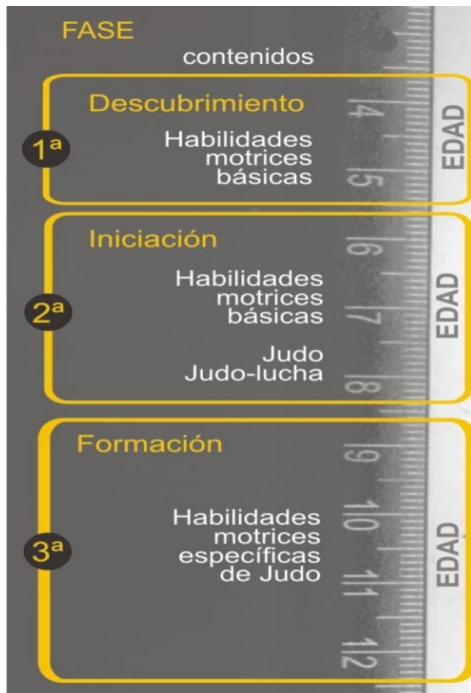 FASE
contenidos
1ª
Descubrimiento
Habilidades
motrices
básicas
4
5
EDAD
2ª
Iniciación
Habilidades
motrices
básicas
Judo
Judo-lucha
6
7
8
EDAD
3ª
Formación
Habilidades
motrices
específicas
de Judo
9
10
11
12
EDAD